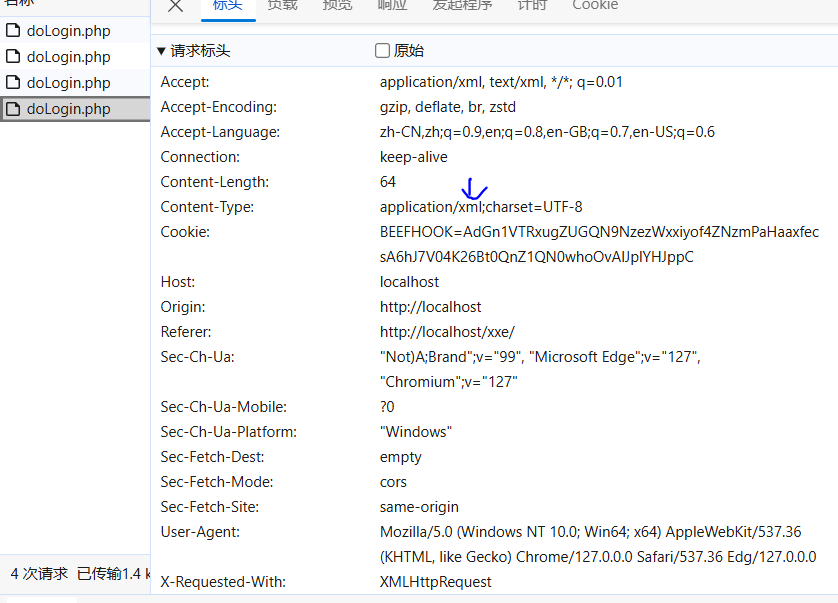 名称
doLogin.php
doLogin.php
doLogin.php
doLogin.php
4 次请求 已传输1.4 k
标头 负载 预览 响应 发起程序 计时 Cookie
▼ 请求标头 原始
Accept: application/xml, text/xml, */*; q=0.01
Accept-Encoding: gzip, deflate, br, zstd
Accept-Language: zh-CN,zh;q=0.9,en;q=0.8,en-GB;q=0.7,en-US;q=0.6
Connection: keep-alive
Content-Length: 64
Content-Type: application/xml;charset=UTF-8
Cookie: BEEFHOOK=AdGn1VTRxugZUGQN9NzezWxxiyof4ZNzmPaHaaxfec
sA6hJ7V04K26Bt0QnZ1QN0whoOvAIJplYHJppC
Host: localhost
Origin: http://localhost
Referer: http://localhost/xxe/
Sec-Ch-Ua: "Not)A;Brand";v="99", "Microsoft Edge";v="127",
"Chromium";v="127"
Sec-Ch-Ua-Mobile: ?0
Sec-Ch-Ua-Platform: "Windows"
Sec-Fetch-Dest: empty
Sec-Fetch-Mode: cors
Sec-Fetch-Site: same-origin
User-Agent: Mozilla/5.0 (Windows NT 10.0; Win64; x64) AppleWebKit/537.36
(KHTML, like Gecko) Chrome/127.0.0.0 Safari/537.36 Edg/127.0.0.0
X-Requested-With: XMLHttpRequest